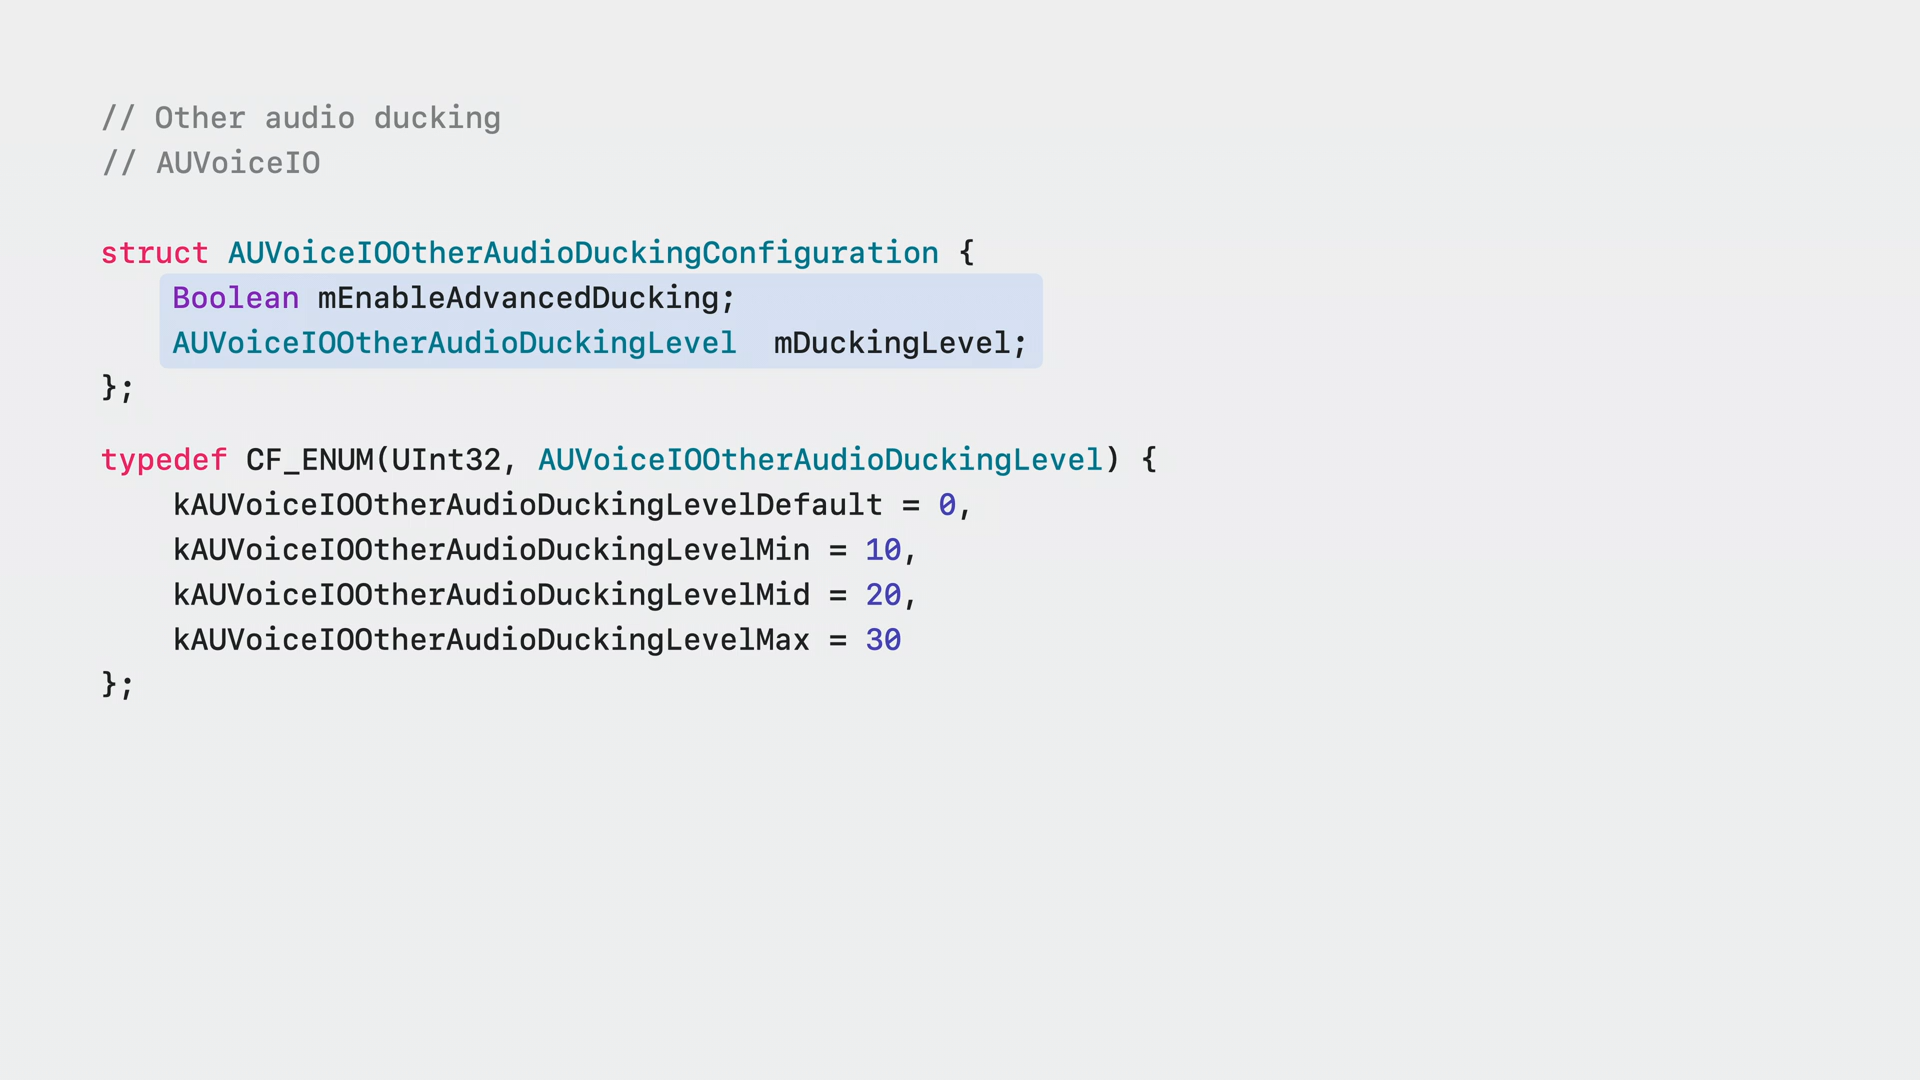 // Other audio ducking
// AUVoiceIO
struct AUVoiceIOOtherAudioDuckingConfiguration {
Boolean mEnableAdvancedDucking;
AUVoiceIOOtherAudioDuckingLevel  mDuckingLevel;
};
typedef CF_ENUM(UInt32, AUVoiceIOOtherAudioDuckingLevel) {
kAUVoiceIOOtherAudioDuckingLevelDefault = 0,
kAUVoiceIOOtherAudioDuckingLevelMin = 10,
kAUVoiceIOOtherAudioDuckingLevelMid = 20,
kAUVoiceIOOtherAudioDuckingLevelMax = 30
};